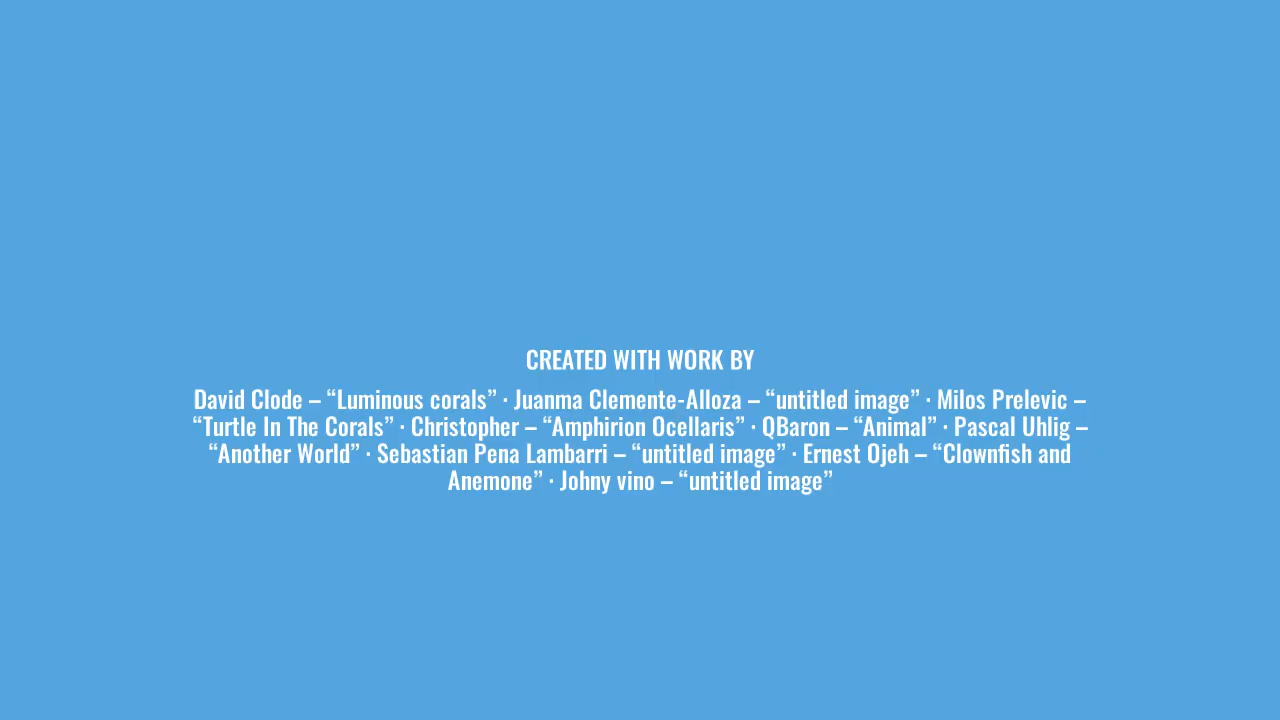 CREATED WITH WORK BY
David Clode – “Luminous corals” · Juanma Clemente-Alloza – “untitled image” · Milos Prelevic –
“Turtle In The Corals” · Christopher – “Amphirion Ocellaris” · QBaron – “Animal” · Pascal Uhlig –
“Another World” · Sebastian Pena Lambarri – “untitled image” · Ernest Ojeh – “Clownfish and
Anemone” · Johny vino – “untitled image”